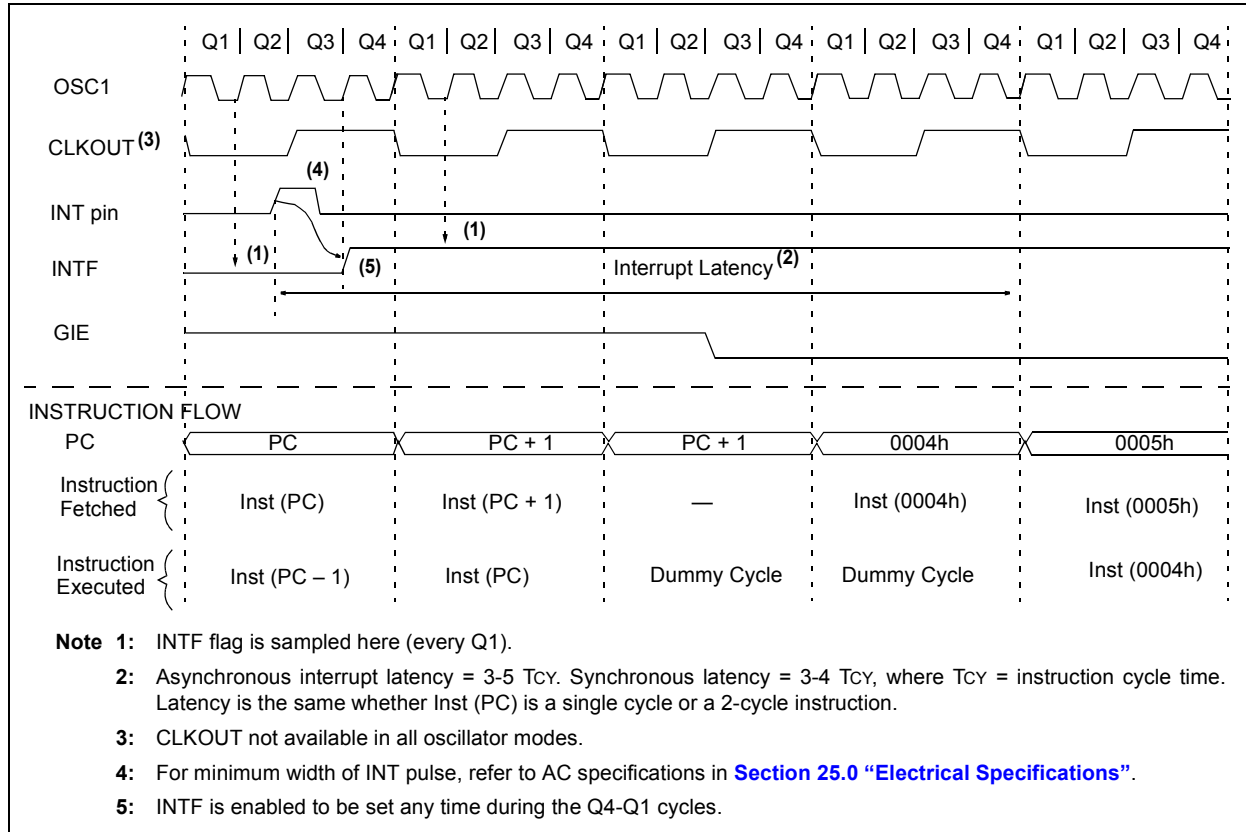 Q1 | Q2 | Q3 | Q4 Q1 | Q2 | Q3 | Q4 Q1 | Q2 | Q3 | Q4 Q1 | Q2 | Q3 | Q4 Q1 | Q2 | Q3 | Q4
OSC1
CLKOUT (3)
(4)
INT pin
(1)
(1)
INTF
(5)
Interrupt Latency (2)
GIE
INSTRUCTION FLOW
PC PC PC + 1 PC + 1 0004h 0005h
Instruction
Fetched
Inst (PC) Inst (PC + 1) — Inst (0004h) Inst (0005h)
Instruction
Executed
Inst (PC – 1) Inst (PC) Dummy Cycle Dummy Cycle Inst (0004h)
Note 1: INTF flag is sampled here (every Q1).
2: Asynchronous interrupt latency = 3-5 TCY. Synchronous latency = 3-4 TCY, where TCY = instruction cycle time.
Latency is the same whether Inst (PC) is a single cycle or a 2-cycle instruction.
3: CLKOUT not available in all oscillator modes.
4: For minimum width of INT pulse, refer to AC specifications in Section 25.0 “Electrical Specifications”.
5: INTF is enabled to be set any time during the Q4-Q1 cycles.